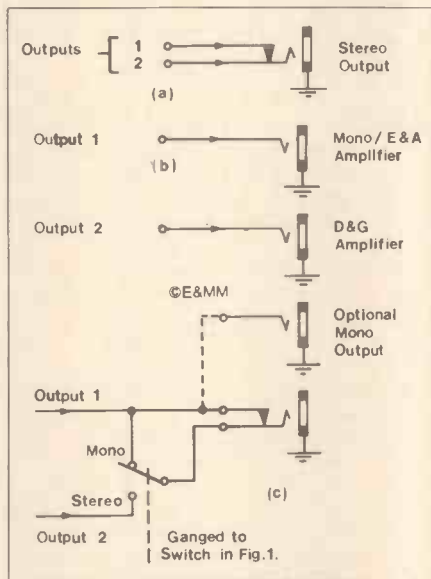 Outputs
1
2
Stereo
Output
(a)
Output 1
Mono / E&A
Amplifier
(b)
Output 2
D&G
Amplifier
©E&MM
Optional
Mono
Output
Output 1
Mono
(c)
Stereo
Output 2
Ganged to
Switch in Fig.1.